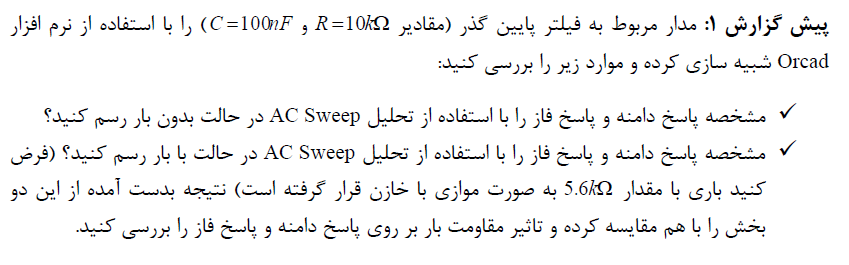 پیش گزارش ۱: مدار مربوط به فیلتر پایین گذر (مقادیر R=10kΩ و C=100nF) را با استفاده از نرم افزار
Orcad شبیه سازی کرده و موارد زیر را بررسی کنید:
✓ مشخصه پاسخ دامنه و پاسخ فاز را با استفاده از تحلیل AC Sweep در حالت بدون بار رسم کنید؟
✓ مشخصه پاسخ دامنه و پاسخ فاز را با استفاده از تحلیل AC Sweep در حالت با بار رسم کنید؟ (فرض
کنید باری با مقدار 5.6kΩ به صورت موازی با خازن قرار گرفته است) نتیجه بدست آمده از این دو
بخش را با هم مقایسه کرده و تاثیر مقاومت بار بر روی پاسخ دامنه و پاسخ فاز را بررسی کنید.